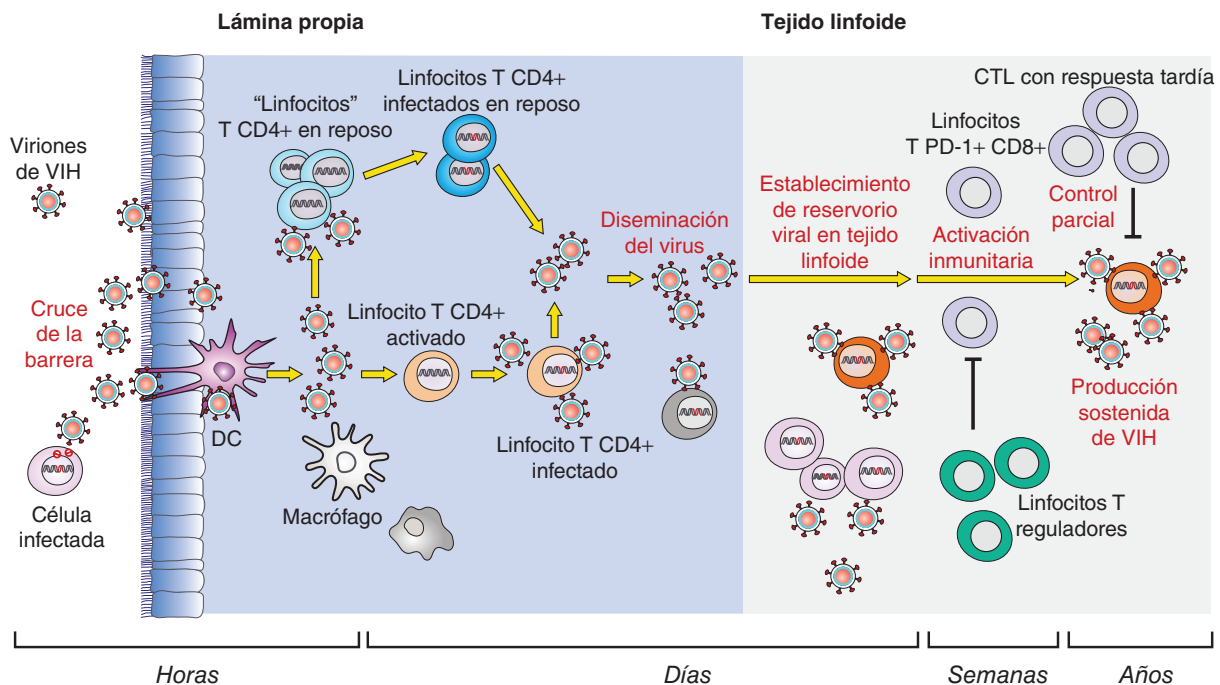 Lámina propia
Tejido linfoide
Viriones
de VIH
Cruce
de la
barrera
Célula
infectada
DC
“Linfocitos”
T CD4+ en reposo
Linfocitos T CD4+
infectados en reposo
Linfocito T CD4+
activado
Macrófago
Linfocito T CD4+
infectado
Diseminación
del virus
Establecimiento
de reservorio
viral en tejido
linfoide
CTL con respuesta tardía
Linfocitos
T PD-1+ CD8+
Activación
inmunitaria
Control
parcial
Producción
sostenida
de VIH
Linfocitos T
reguladores
Horas
Días
Semanas
Años